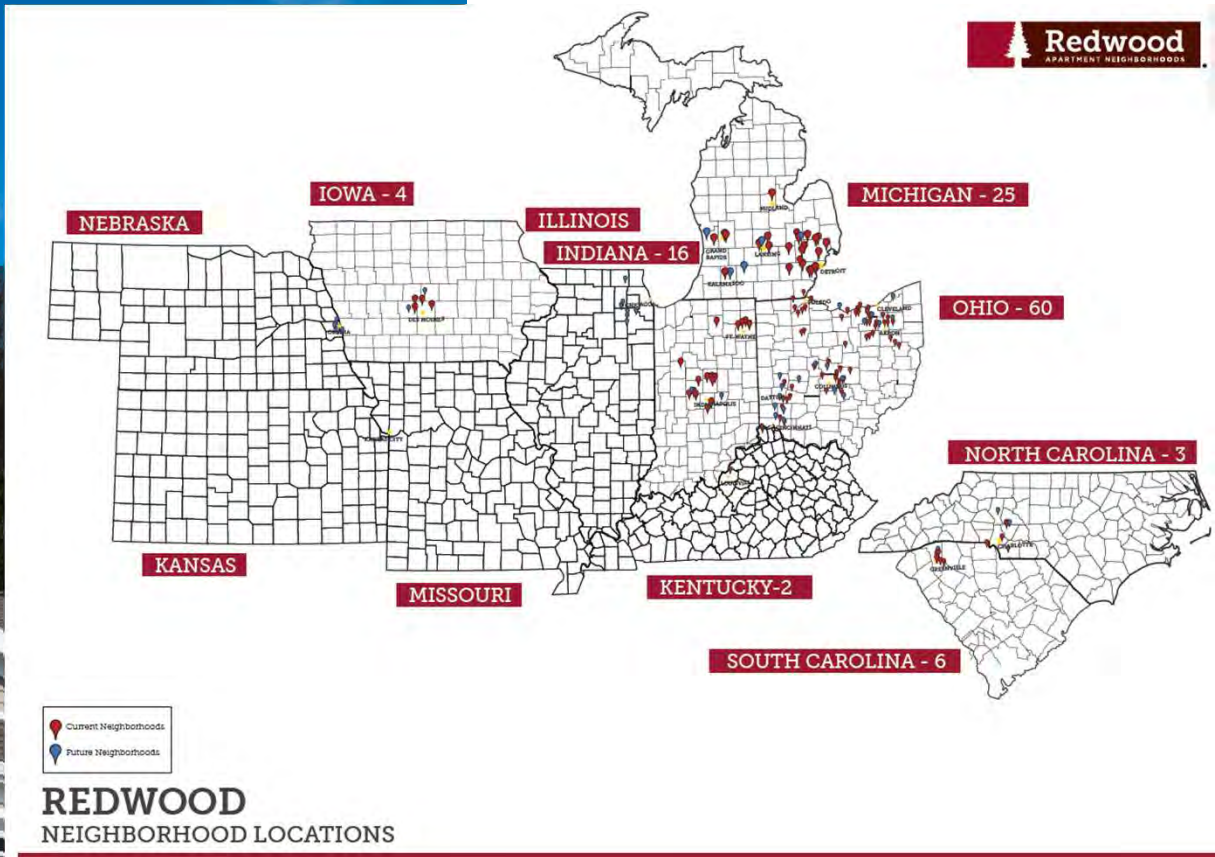 Redwood
APARTMENT NEIGHBORHOODS
IOWA - 4
MICHIGAN - 25
NEBRASKA
ILLINOIS
INDIANA - 16
MIDLAND
GRAND
RAPIDS
LANSING
DETROIT
KALAMAZOO
OHIO - 60
TOLEDO
CLEVELAND
AKRON
DES MOINES
OMAHA
FT. WAYNE
COLUMBUS
DAYTON
INDIANAPOLIS
CINCINNATI
KANSAS CITY
NORTH CAROLINA - 3
LOUISVILLE
CHARLOTTE
GREENVILLE
KANSAS
MISSOURI
KENTUCKY-2
SOUTH CAROLINA - 6
Current Neighborhoods
Future Neighborhoods
REDWOOD
NEIGHBORHOOD LOCATIONS